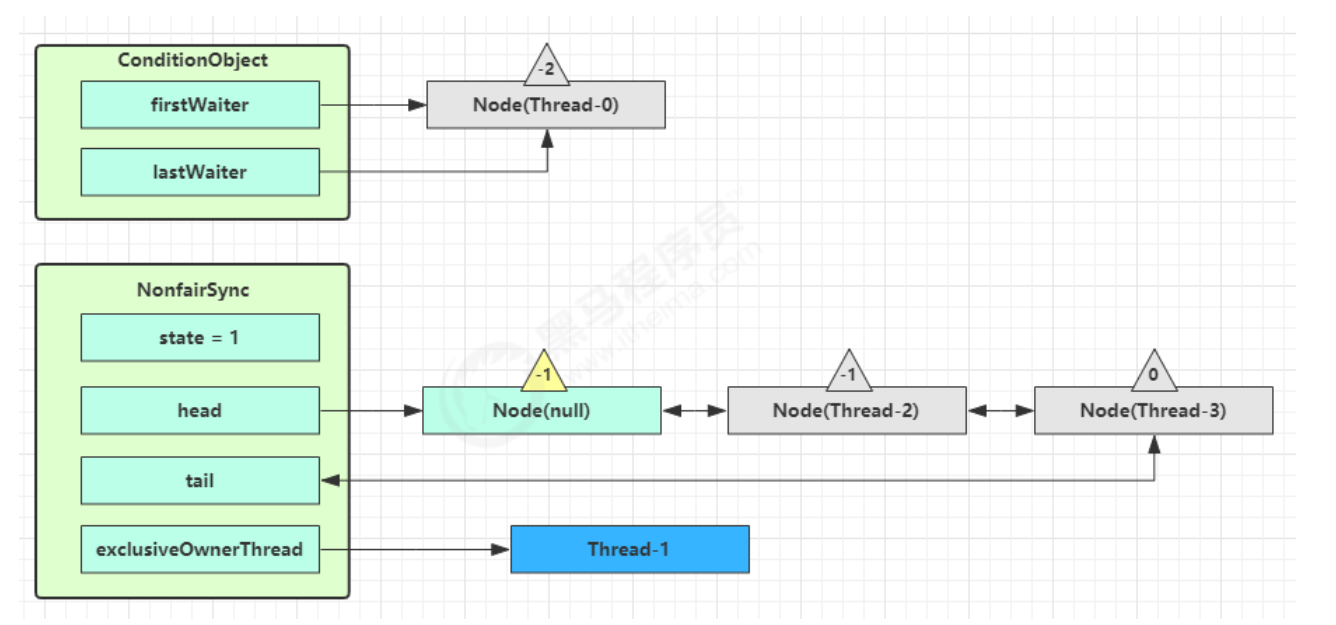 ConditionObject
-2
firstWaiter
Node(Thread-0)
lastWaiter
黑马程序员
www.itheima.com
NonfairSync
state = 1
-1
-1
0
head
Node(null)
Node(Thread-2)
Node(Thread-3)
tail
exclusiveOwnerThread
Thread-1